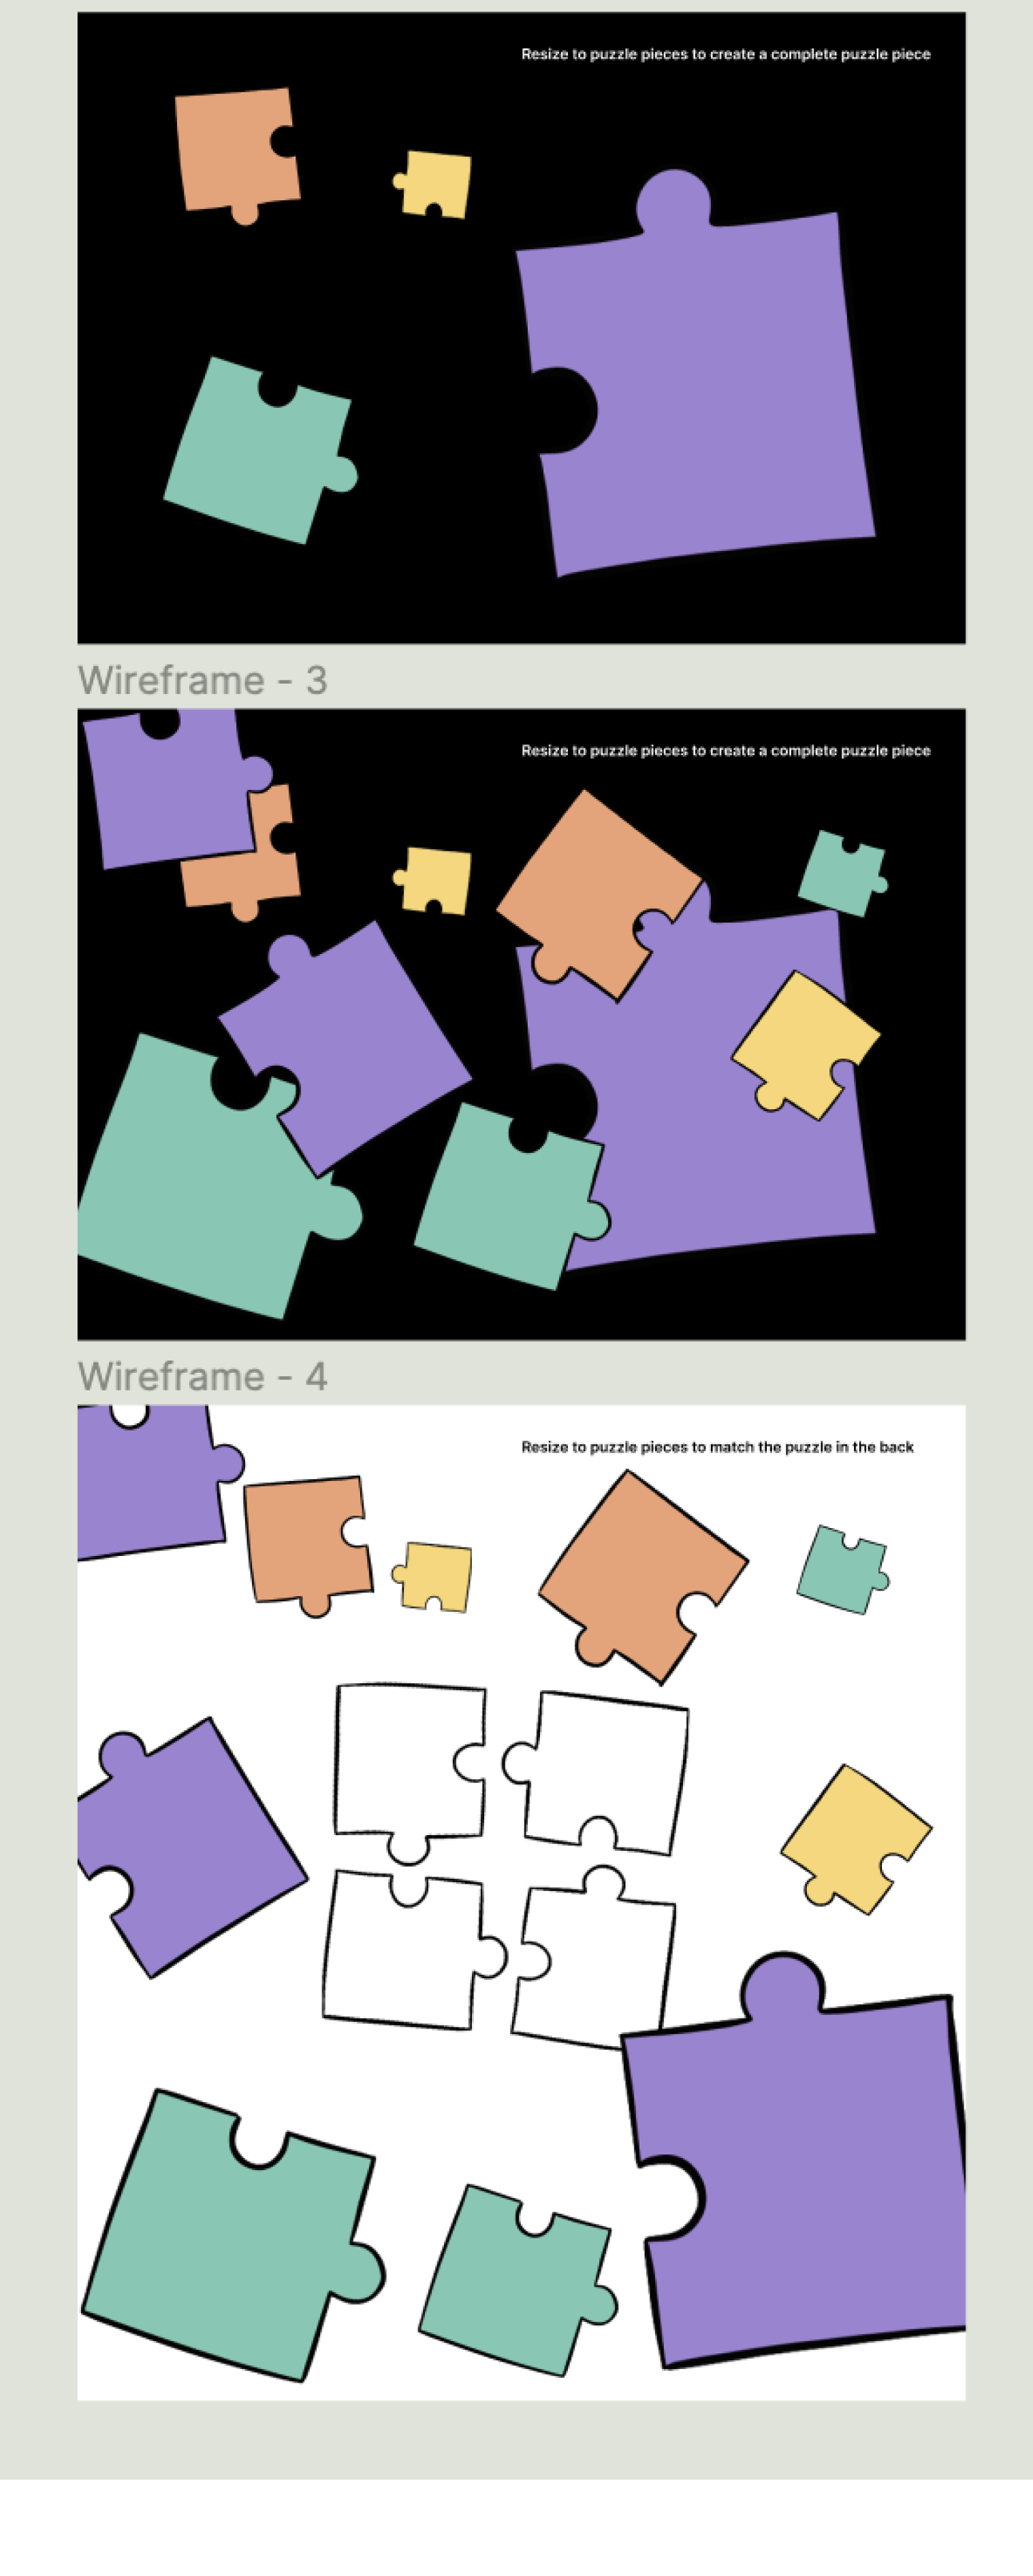 Resize to puzzle pieces to create a complete puzzle piece
Wireframe - 3
Resize to puzzle pieces to create a complete puzzle piece
Wireframe - 4
Resize to puzzle pieces to match the puzzle in the back